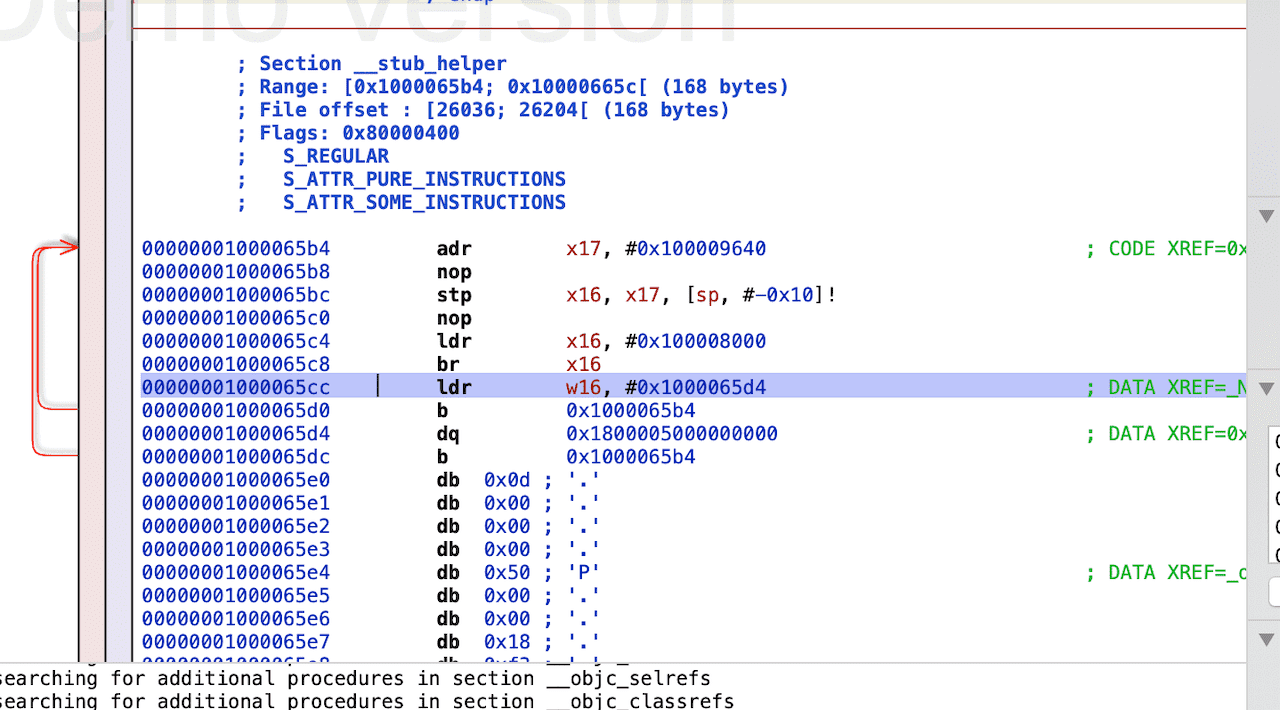 Demo Version
; Section __stub_helper
; Range: [0x1000065b4; 0x10000665c[ (168 bytes)
; File offset : [26036; 26204[ (168 bytes)
; Flags: 0x80000400
;   S_REGULAR
;   S_ATTR_PURE_INSTRUCTIONS
;   S_ATTR_SOME_INSTRUCTIONS
00000001000065b4 adr x17, #0x100009640 ; CODE XREF=0x
00000001000065b8 nop
00000001000065bc stp x16, x17, [sp, #-0x10]!
00000001000065c0 nop
00000001000065c4 ldr x16, #0x100008000
00000001000065c8 br x16
00000001000065cc ldr w16, #0x1000065d4 ; DATA XREF=_N
00000001000065d0 b 0x1000065b4
00000001000065d4 dq 0x1800005000000000 ; DATA XREF=0x
00000001000065dc b 0x1000065b4
00000001000065e0 db 0x0d ; '.'
00000001000065e1 db 0x00 ; '.'
00000001000065e2 db 0x00 ; '.'
00000001000065e3 db 0x00 ; '.'
00000001000065e4 db 0x50 ; 'P' ; DATA XREF=_
00000001000065e5 db 0x00 ; '.'
00000001000065e6 db 0x00 ; '.'
00000001000065e7 db 0x18 ; '.'
searching for additional procedures in section __objc_selrefs
searching for additional procedures in section __objc_classrefs